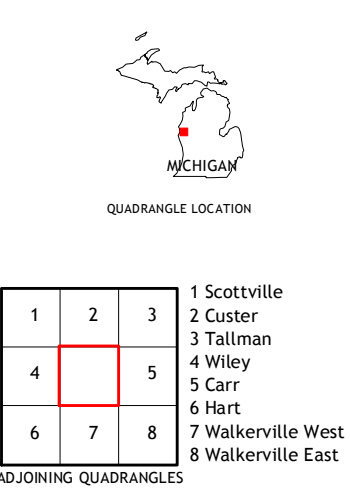 MICHIGAN
QUADRANGLE LOCATION
1 2 3
4 5
6 7 8
1 Scottville
2 Custer
3 Tallman
4 Wiley
5 Carr
6 Hart
7 Walkerville West
8 Walkerville East
ADJOINING QUADRANGLES